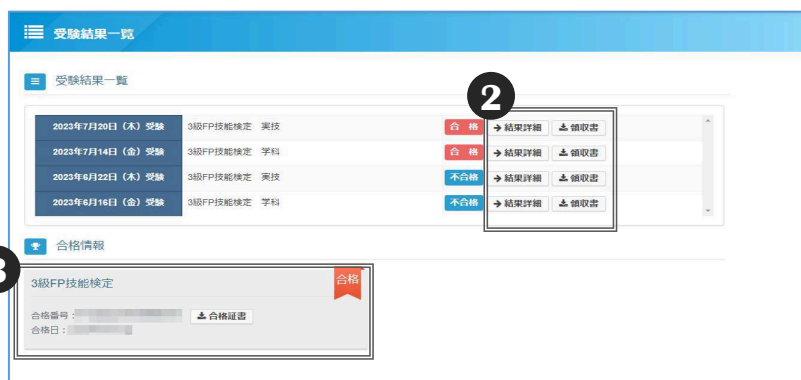 受験結果一覧
受験結果一覧
2
2023年7月20日（木）受験 3級FP技能検定 実技 合 格 →結果詳細 領収書
2023年7月14日（金）受験 3級FP技能検定 学科 合 格 →結果詳細 領収書
2023年6月22日（木）受験 3級FP技能検定 実技 不合格 →結果詳細 領収書
2023年6月16日（金）受験 3級FP技能検定 学科 不合格 →結果詳細 領収書
合格情報
3
3級FP技能検定 合格
合格番号： 合格証書
合格日：